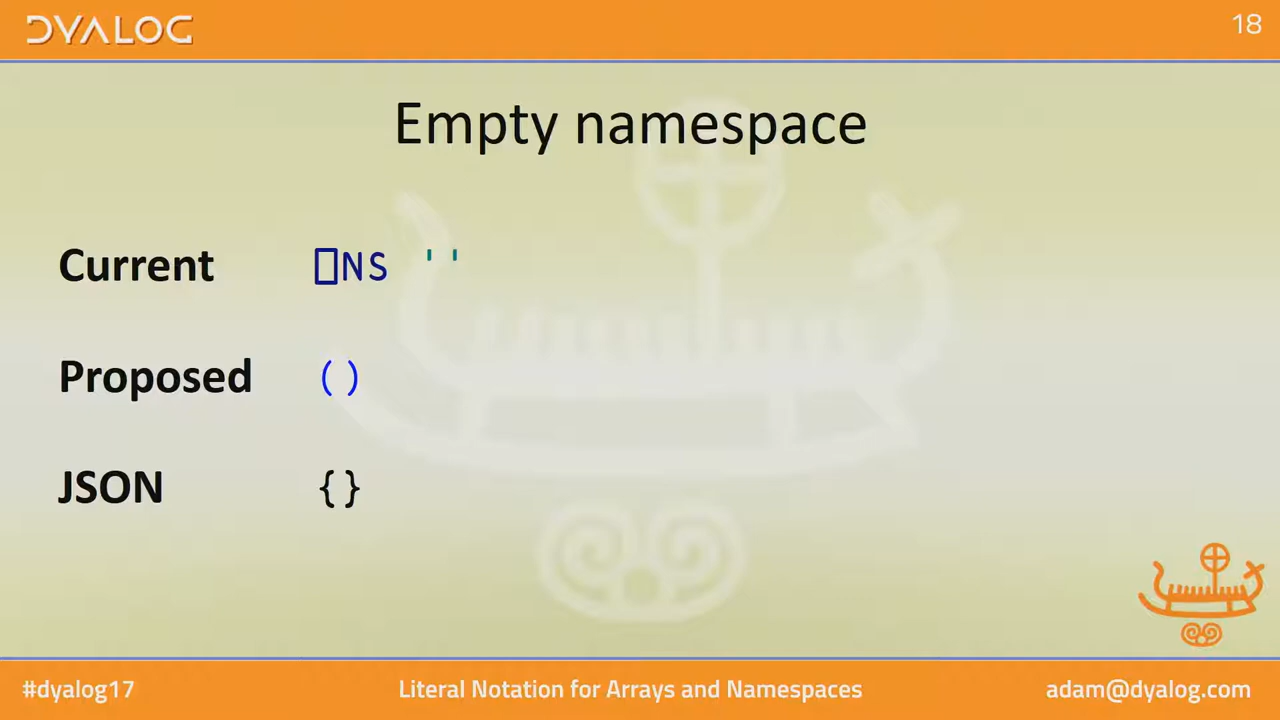 DYALOG
18
Empty namespace
Current ⎕NS ''
Proposed ()
JSON {}
#dyalog17
Literal Notation for Arrays and Namespaces
adam@dyalog.com